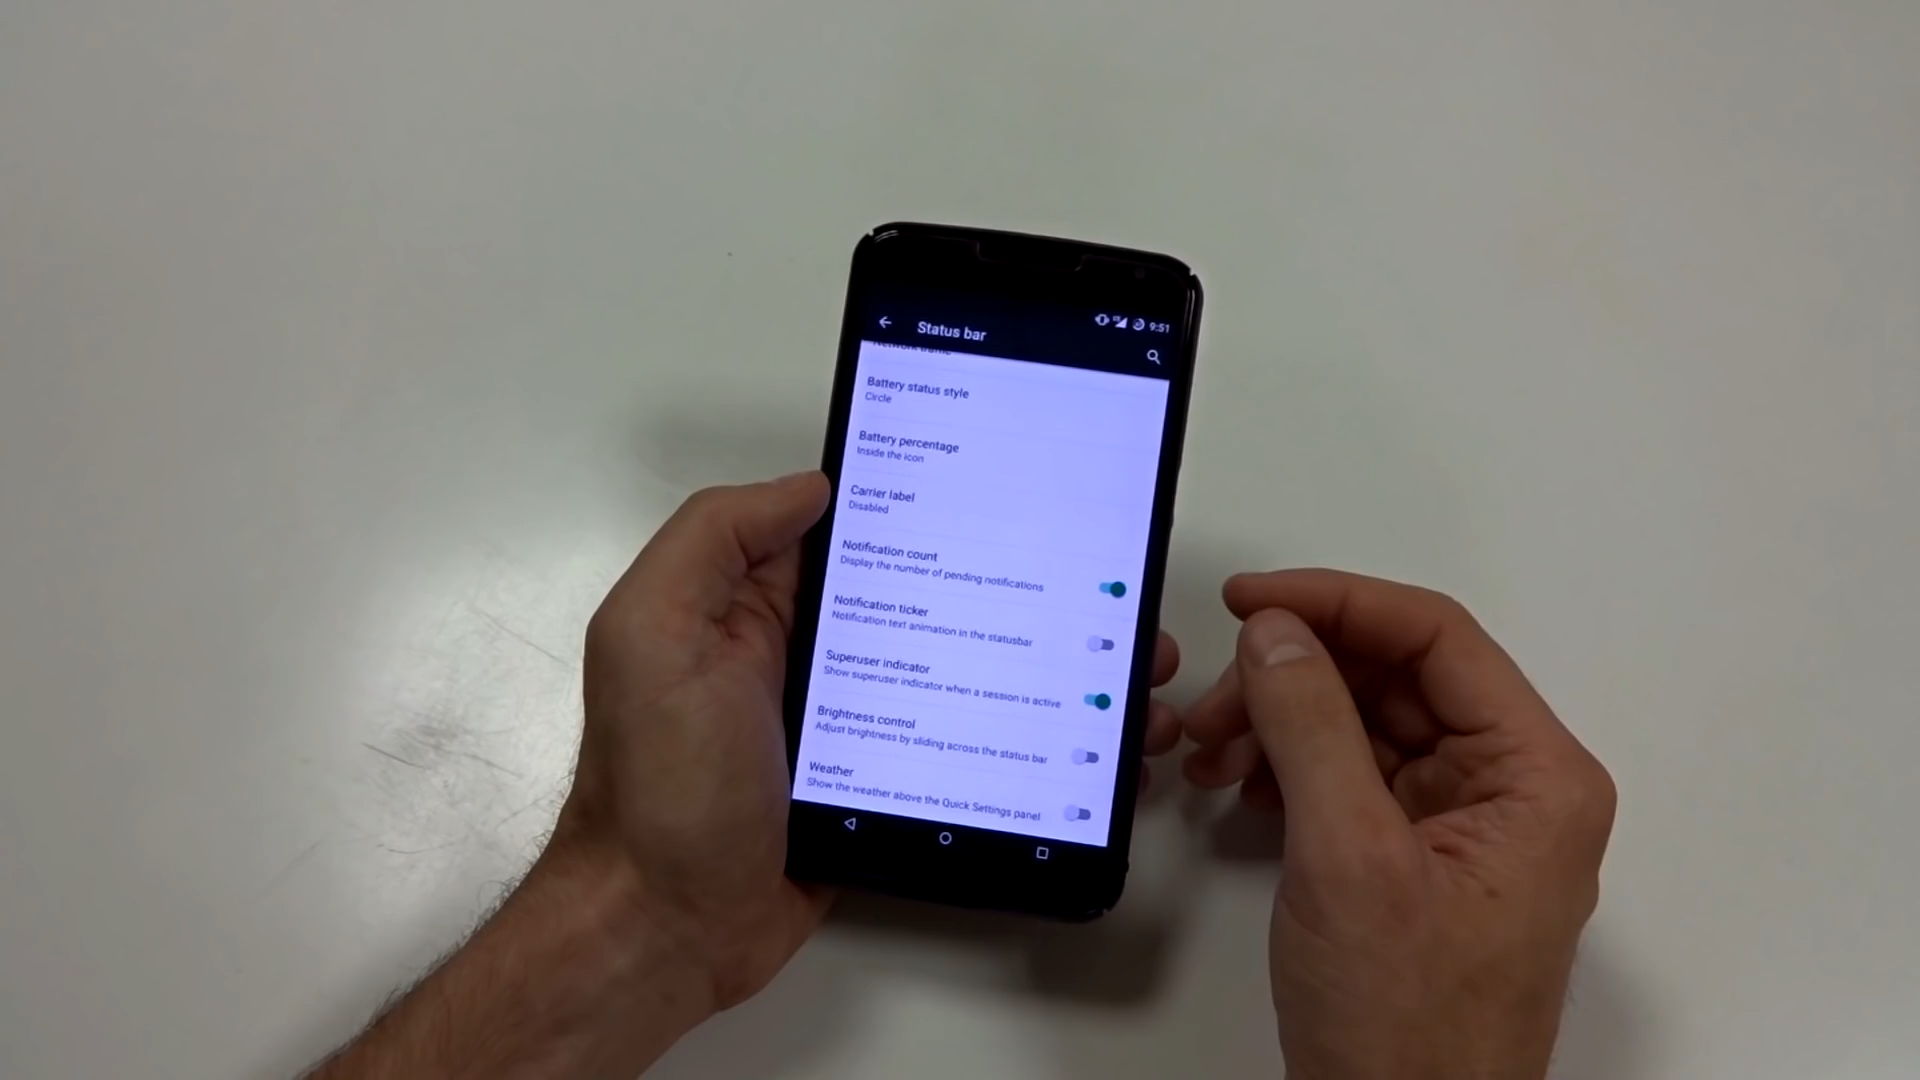 9:51
Status bar
Network traffic
Battery status style
Circle
Battery percentage
Inside the icon
Carrier label
Disabled
Notification count
Display the number of pending notifications
Notification ticker
Notification text animation in the statusbar
Superuser indicator
Show superuser indicator when a session is active
Brightness control
Adjust brightness by sliding across the status bar
Weather
Show the weather above the Quick Settings panel